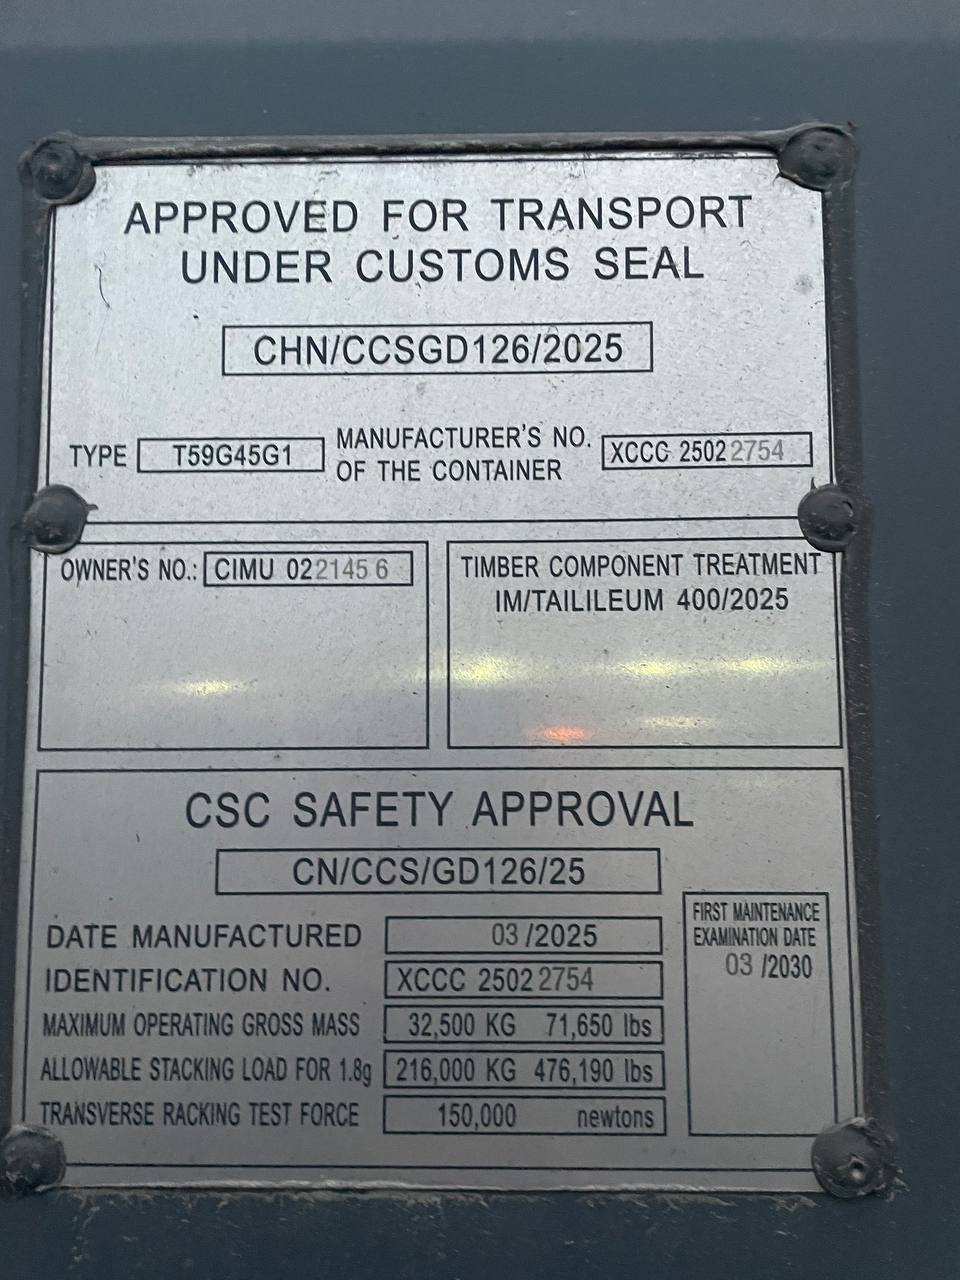 APPROVED FOR TRANSPORT
UNDER CUSTOMS SEAL
CHN/CCSGD126/2025
TYPE T59G45G1 MANUFACTURER'S NO. OF THE CONTAINER XCCC 25022754
OWNER'S NO.: CIMU 022145 6
TIMBER COMPONENT TREATMENT
IM/TAILILEUM 400/2025
CSC SAFETY APPROVAL
CN/CCS/GD126/25
DATE MANUFACTURED 03/2025
IDENTIFICATION NO. XCCC 25022754
MAXIMUM OPERATING GROSS MASS 32,500 KG 71,650 lbs
ALLOWABLE STACKING LOAD FOR 1.8g 216,000 KG 476,190 lbs
TRANSVERSE RACKING TEST FORCE 150,000 newtons
FIRST MAINTENANCE
EXAMINATION DATE
03 /2030